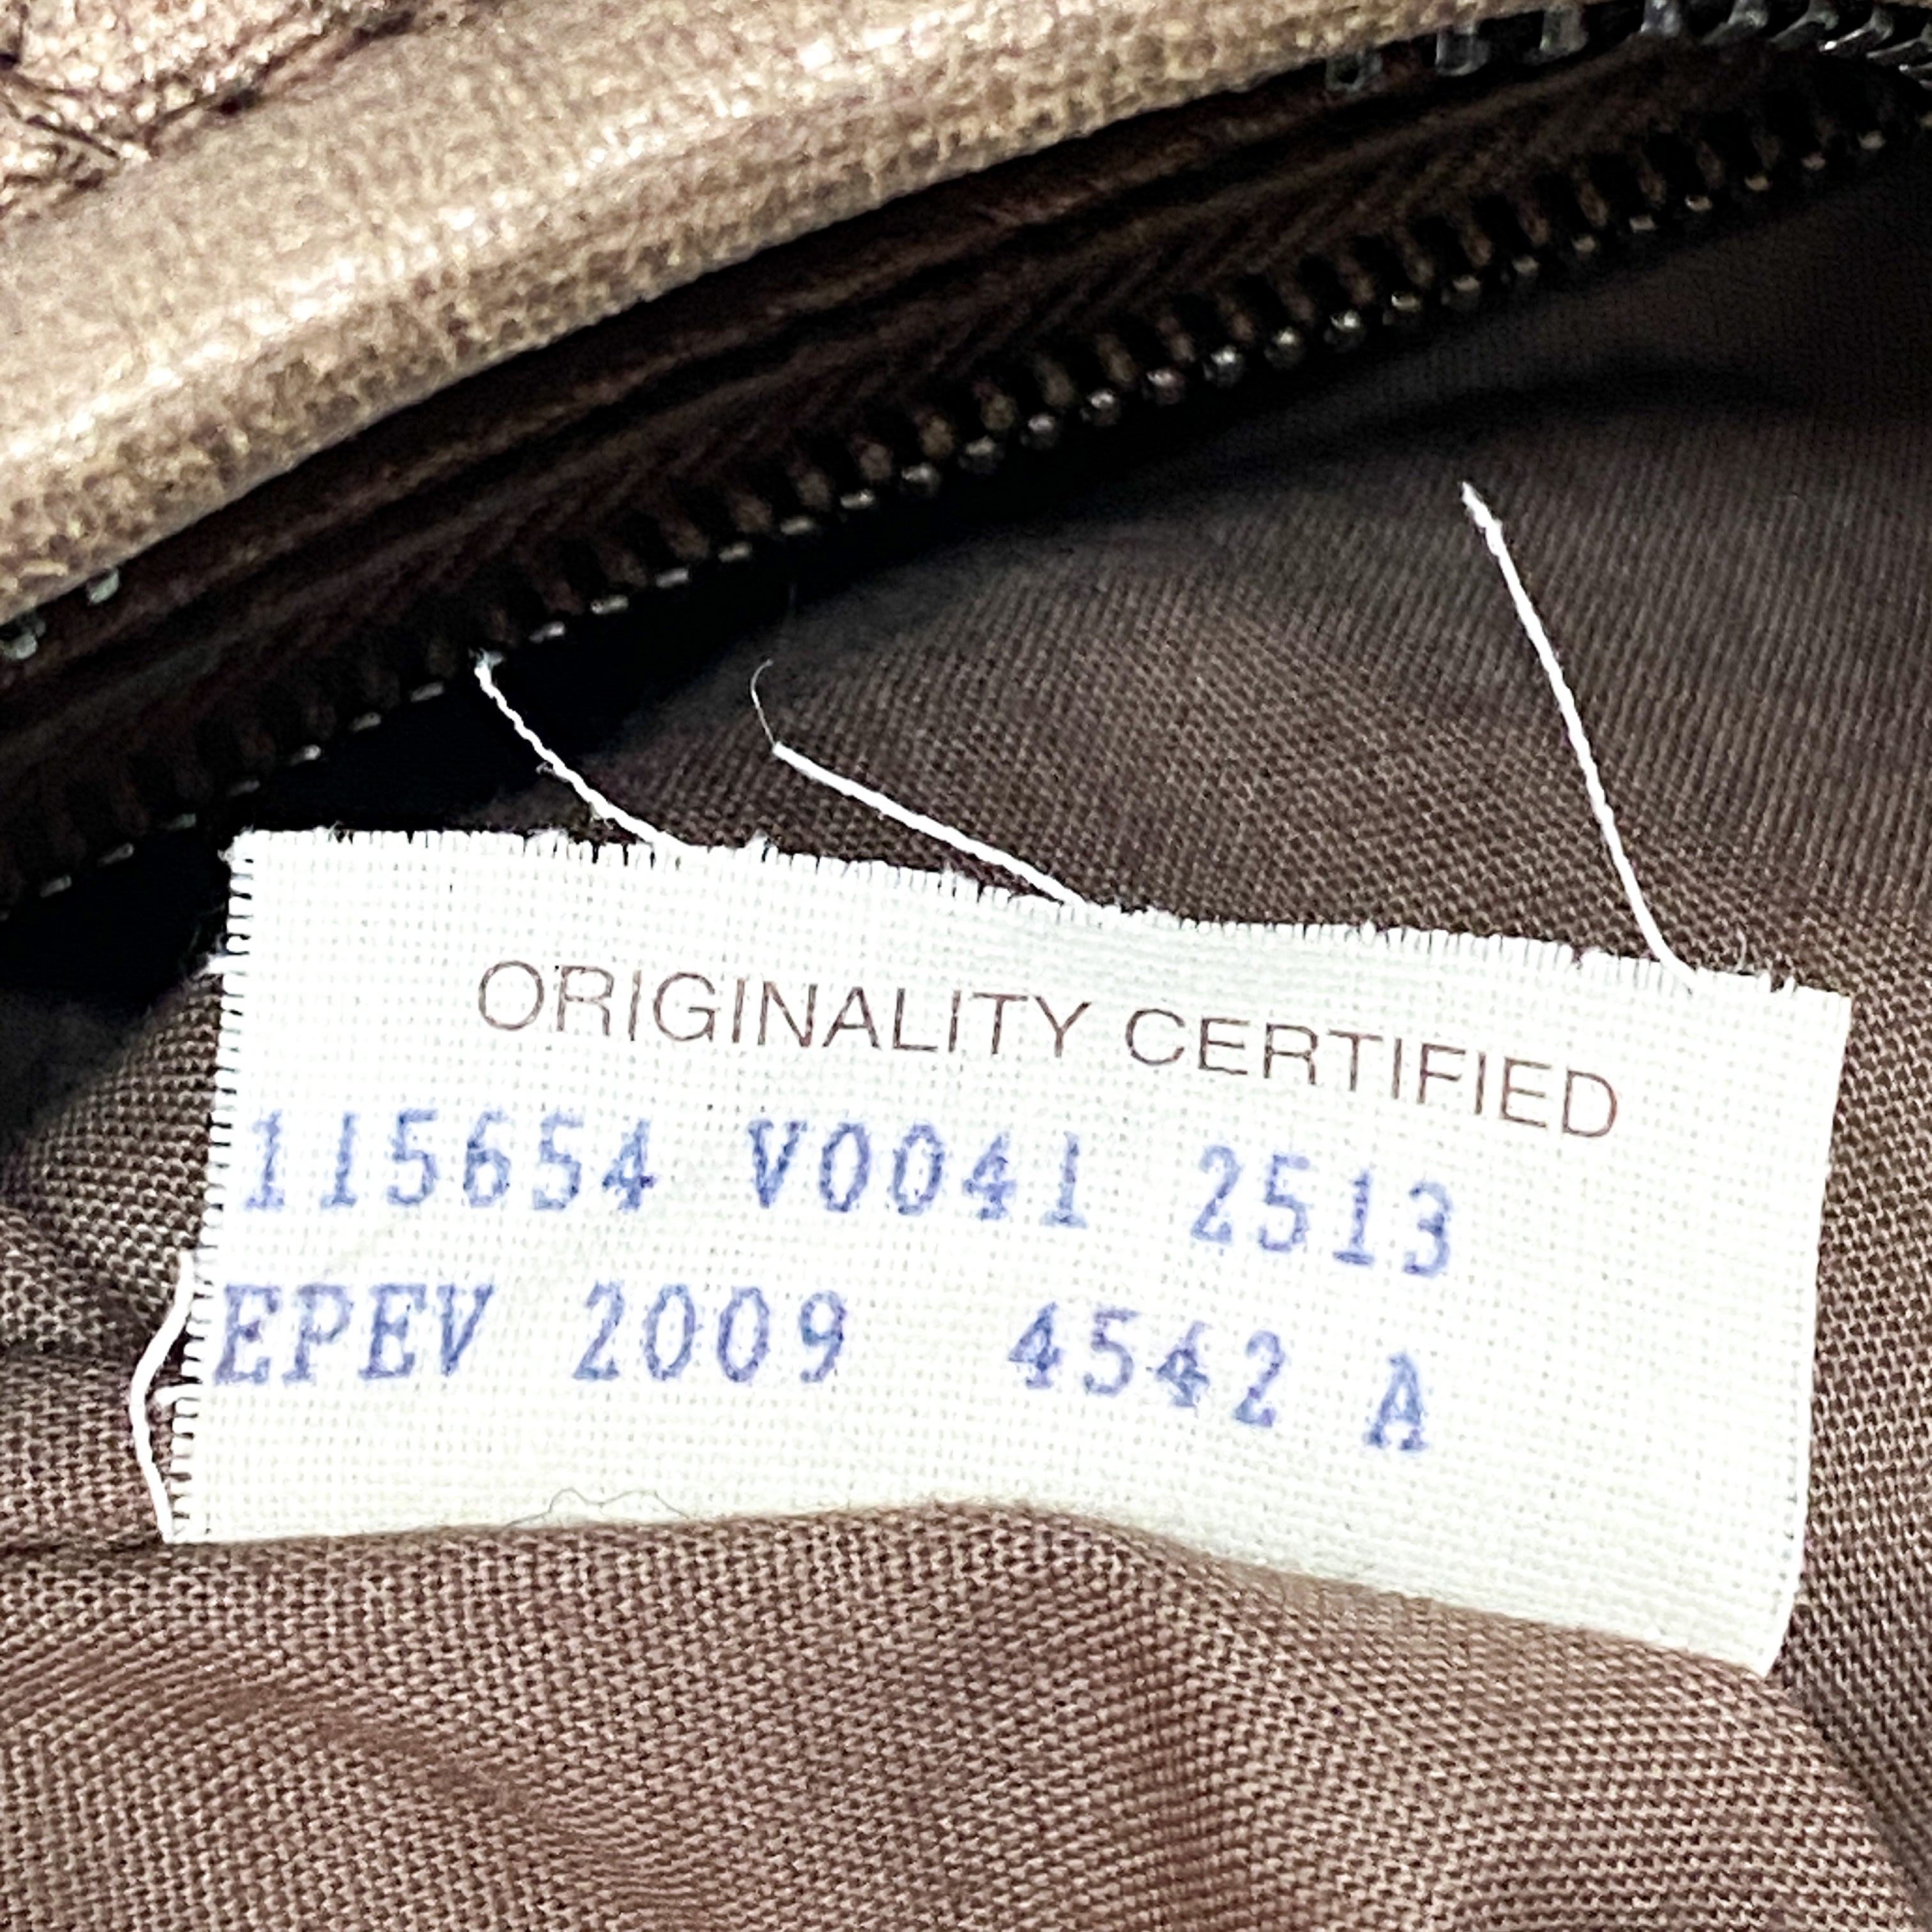 ORIGINALITY CERTIFIED
115654 V0041 2513
EPEV 2009 4542 A